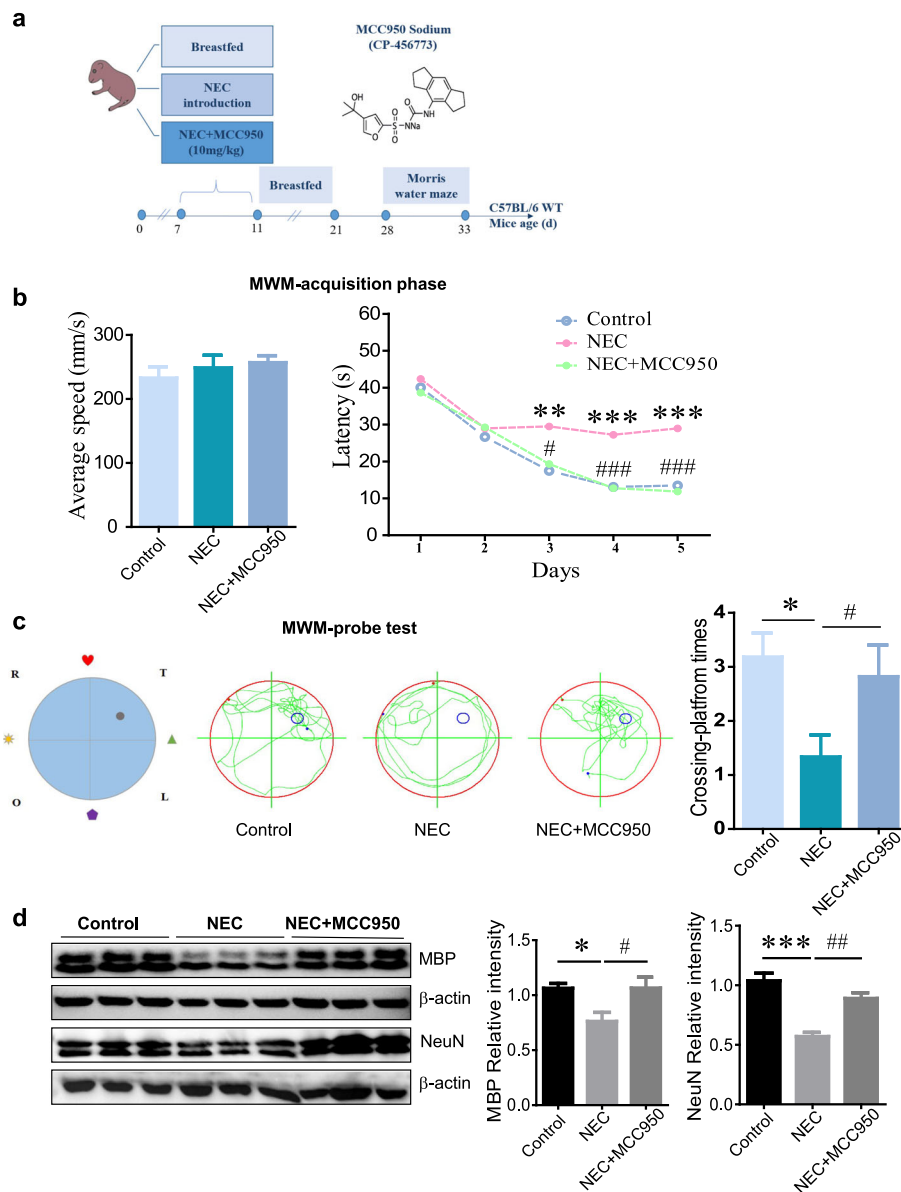 a
Breastfed
NEC
introduction
NEC+MCC950
(10mg/kg)
MCC950 Sodium
(CP-456773)
OH
O
O
S
O
NNa
O
NH
Breastfed
Morris
water maze
0
7
11
21
28
33
C57BL/6 WT
Mice age (d)
b
MWM-acquisition phase
Average speed (mm/s)
300
200
100
0
Control
NEC
NEC+MCC950
Latency (s)
60
50
40
30
20
10
0
Control
NEC
NEC+MCC950
** *** ***
# ### ###
1 2 3 4 5
Days
c
MWM-probe test
R
T
O
L
Control
NEC
NEC+MCC950
Crossing-platfrom times
4
3
2
1
0
* #
Control
NEC
NEC+MCC950
d
Control NEC NEC+MCC950
MBP
β-actin
NeuN
β-actin
MBP Relative intensity
1.5
1.0
0.5
0.0
* #
Control
NEC
NEC+MCC950
NeuN Relative intensity
1.5
1.0
0.5
0.0
*** ##
Control
NEC
NEC+MCC950